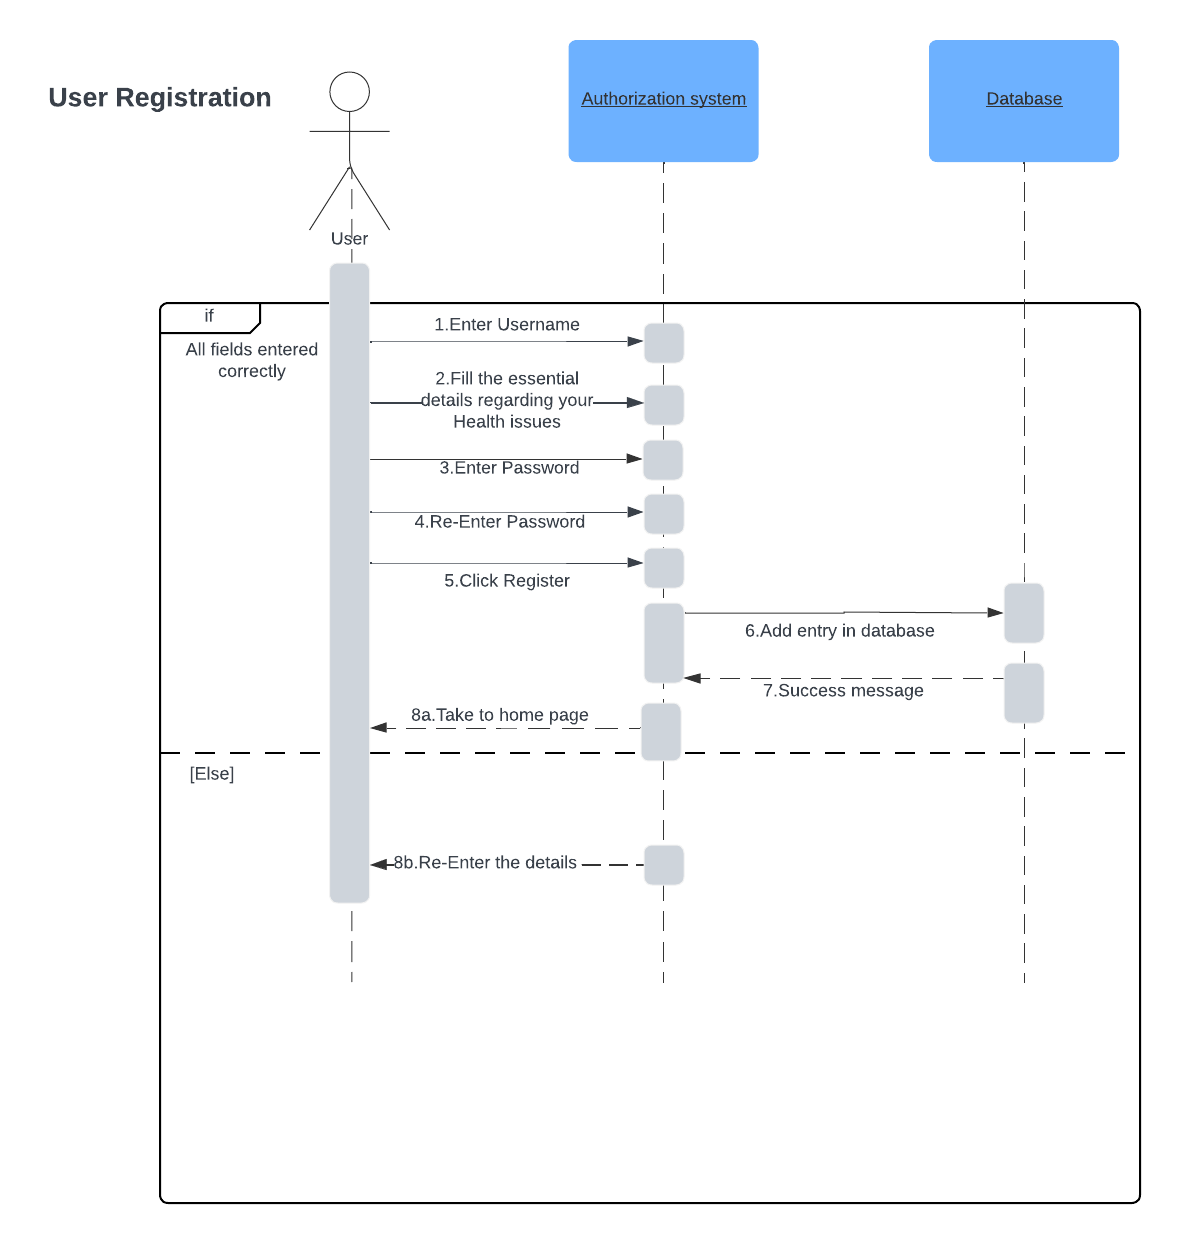 User Registration
Authorization system
Database
User
if
All fields entered
correctly
1.Enter Username
2.Fill the essential
details regarding your
Health issues
3.Enter Password
4.Re-Enter Password
5.Click Register
6.Add entry in database
7.Success message
8a.Take to home page
[Else]
8b.Re-Enter the details